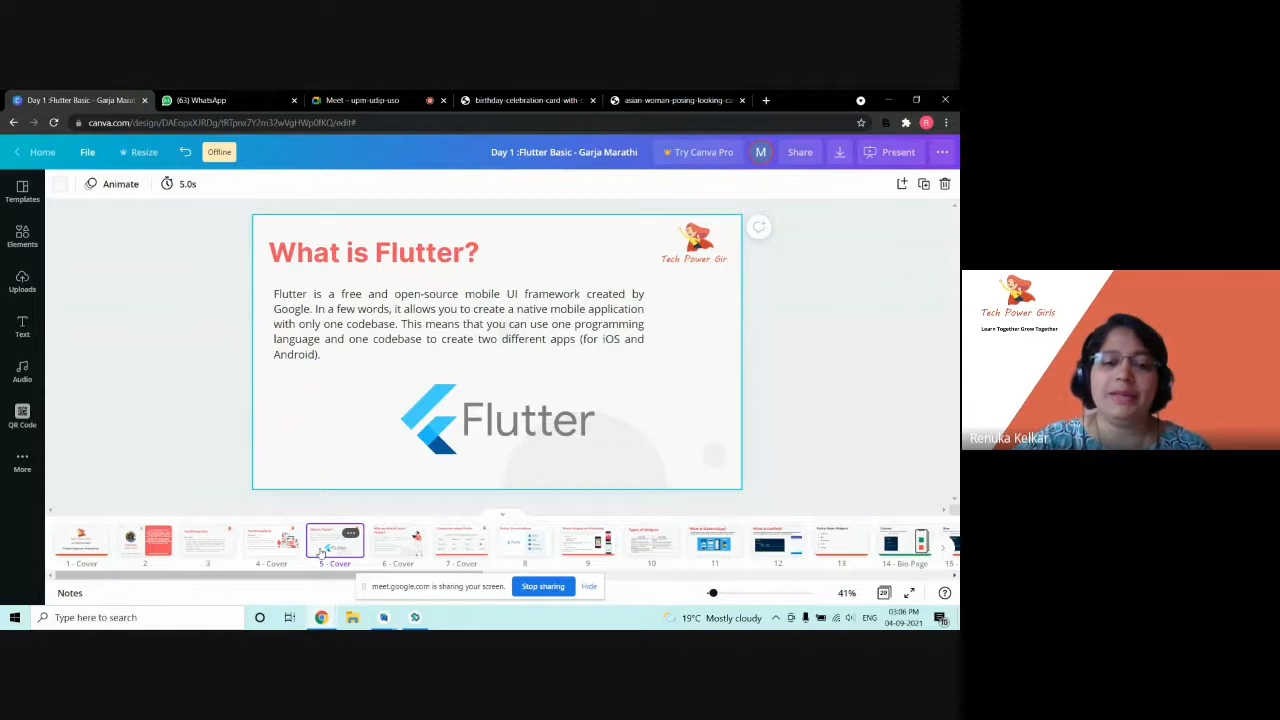 Day 1 :Flutter Basic - Garja Marat
(63) WhatsApp
Meet – upm-udip-uso
birthday-celebration-card-with-c
asian-woman-posing-looking-ca
canva.com/design/DAEopxXJRDg/tRTpnx7Y2m32wVgHWp0fKQ/edit#
Home
File
Resize
Offline
Day 1 :Flutter Basic - Garja Marathi
Try Canva Pro
M
Share
Present
Animate
5.0s
Templates
Elements
Uploads
Text
Audio
QR Code
More
What is Flutter?
Tech Power Gir
Flutter is a free and open-source mobile UI framework created by
Google. In a few words, it allows you to create a native mobile application
with only one codebase. This means that you can use one programming
language and one codebase to create two different apps (for iOS and
Android).
Flutter
Tech Power Girls
Learn Together Grow Together
Renuka Kelkar
Types of Widgets
1 - Cover
2
3
4 - Cover
5 - Cover
6 - Cover
7 - Cover
8
9
10
11
12
13
14 - Bio Page
15 -
meet.google.com is sharing your screen.
Stop sharing
Hide
Notes
41%
29
Type here to search
19°C Mostly cloudy
ENG
03:06 PM
04-09-2021